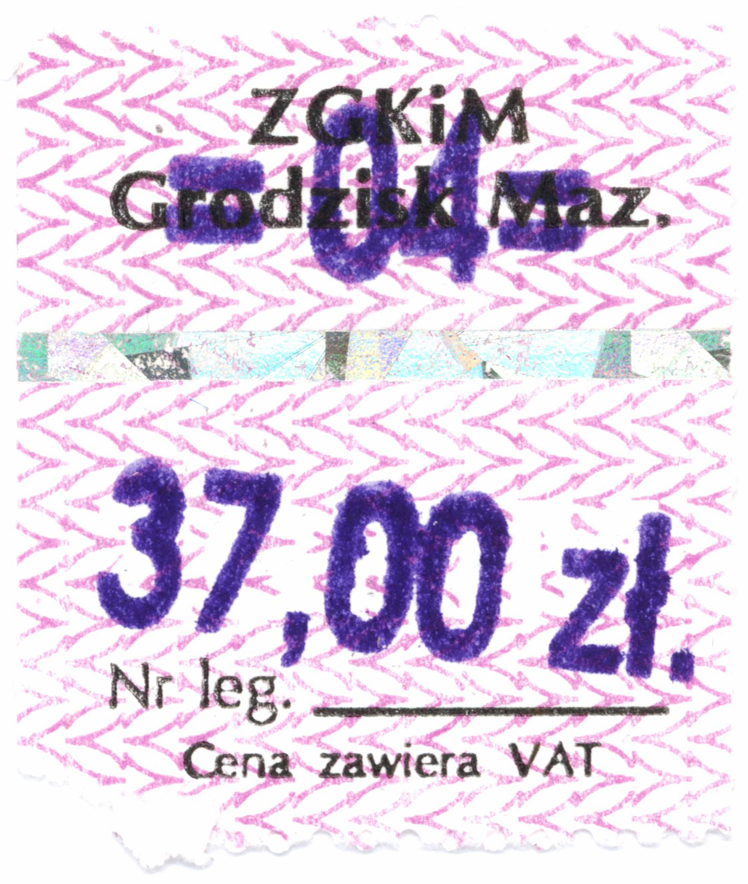 ZGKiM
= 04 =
Grodzisk Maz.
37,00 zł.
Nr leg.
Cena zawiera VAT